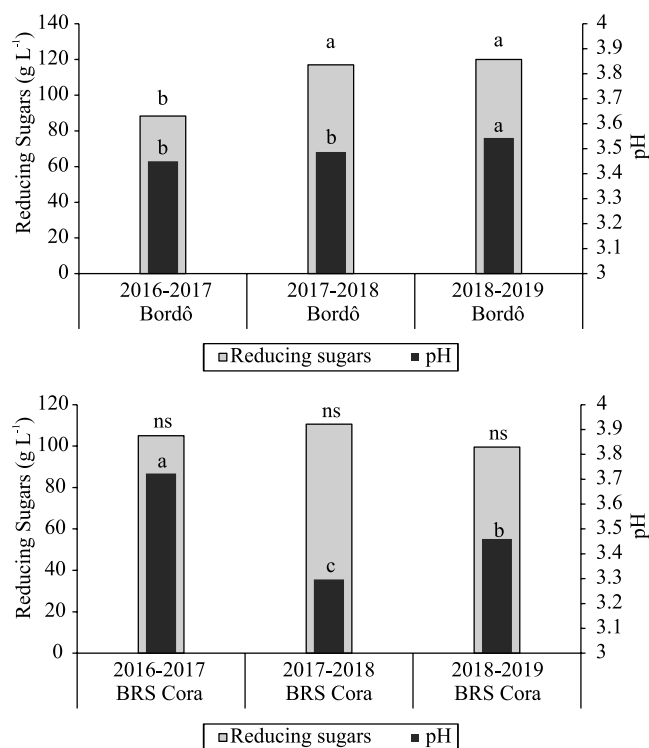 Reducing Sugars (g L⁻¹)
140
120
100
80
60
40
20
0
b
b
a
b
a
a
4
3.9
3.8
3.7
3.6
3.5
3.4
3.3
3.2
3.1
3
pH
2016-2017 2017-2018 2018-2019
Bordô Bordô Bordô
Reducing sugars pH
Reducing Sugars (g L⁻¹)
120
100
80
60
40
20
0
ns
a
ns
c
ns
b
4
3.9
3.8
3.7
3.6
3.5
3.4
3.3
3.2
3.1
3
pH
2016-2017 2017-2018 2018-2019
BRS Cora BRS Cora BRS Cora
Reducing sugars pH